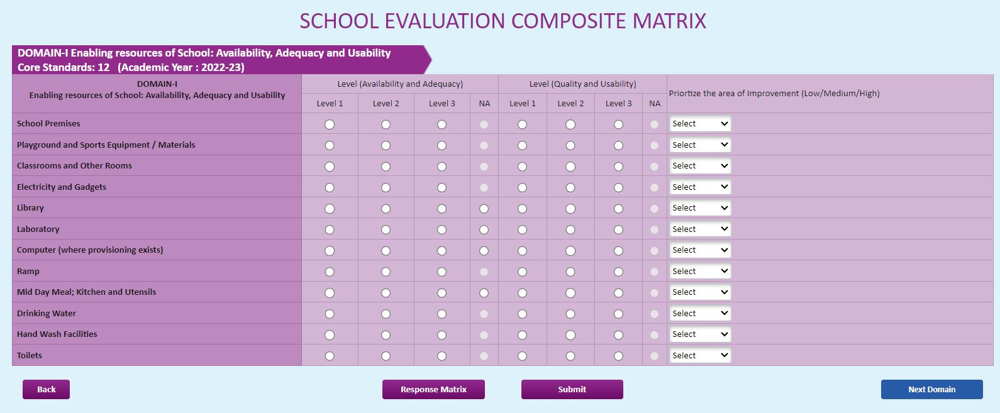 SCHOOL EVALUATION COMPOSITE MATRIX
DOMAIN-I Enabling resources of School: Availability, Adequacy and Usability
Core Standards: 12 (Academic Year : 2022-23)
DOMAIN-I
Enabling resources of School: Availability, Adequacy and Usability
Level (Availability and Adequacy)
Level (Quality and Usability)
Priortize the area of Improvement (Low/Medium/High)
Level 1 Level 2 Level 3 NA Level 1 Level 2 Level 3 NA
School Premises Select
Playground and Sports Equipment / Materials Select
Classrooms and Other Rooms Select
Electricity and Gadgets Select
Library Select
Laboratory Select
Computer (where provisioning exists) Select
Ramp Select
Mid Day Meal; Kitchen and Utensils Select
Drinking Water Select
Hand Wash Facilities Select
Toilets Select
Back Response Matrix Submit Next Domain